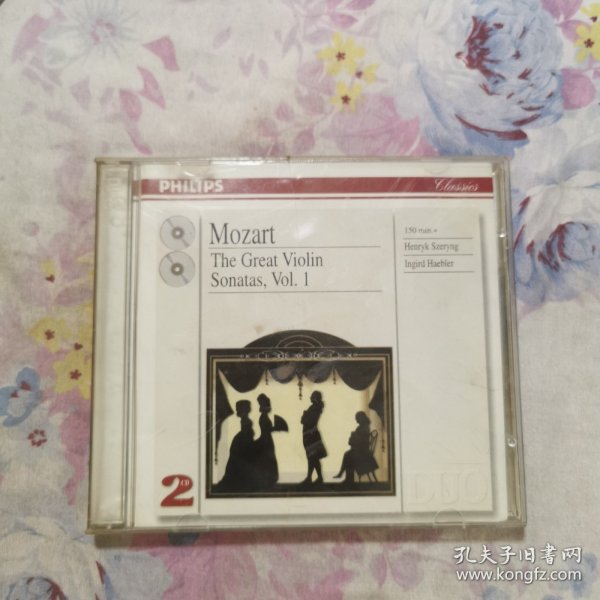 PHILIPS
Classics
Mozart
The Great Violin
Sonatas, Vol. 1
150 min.+
Henryk Szeryng
Ingird Haebler
2CD
DUO
孔夫子旧书网
www.kongfz.com